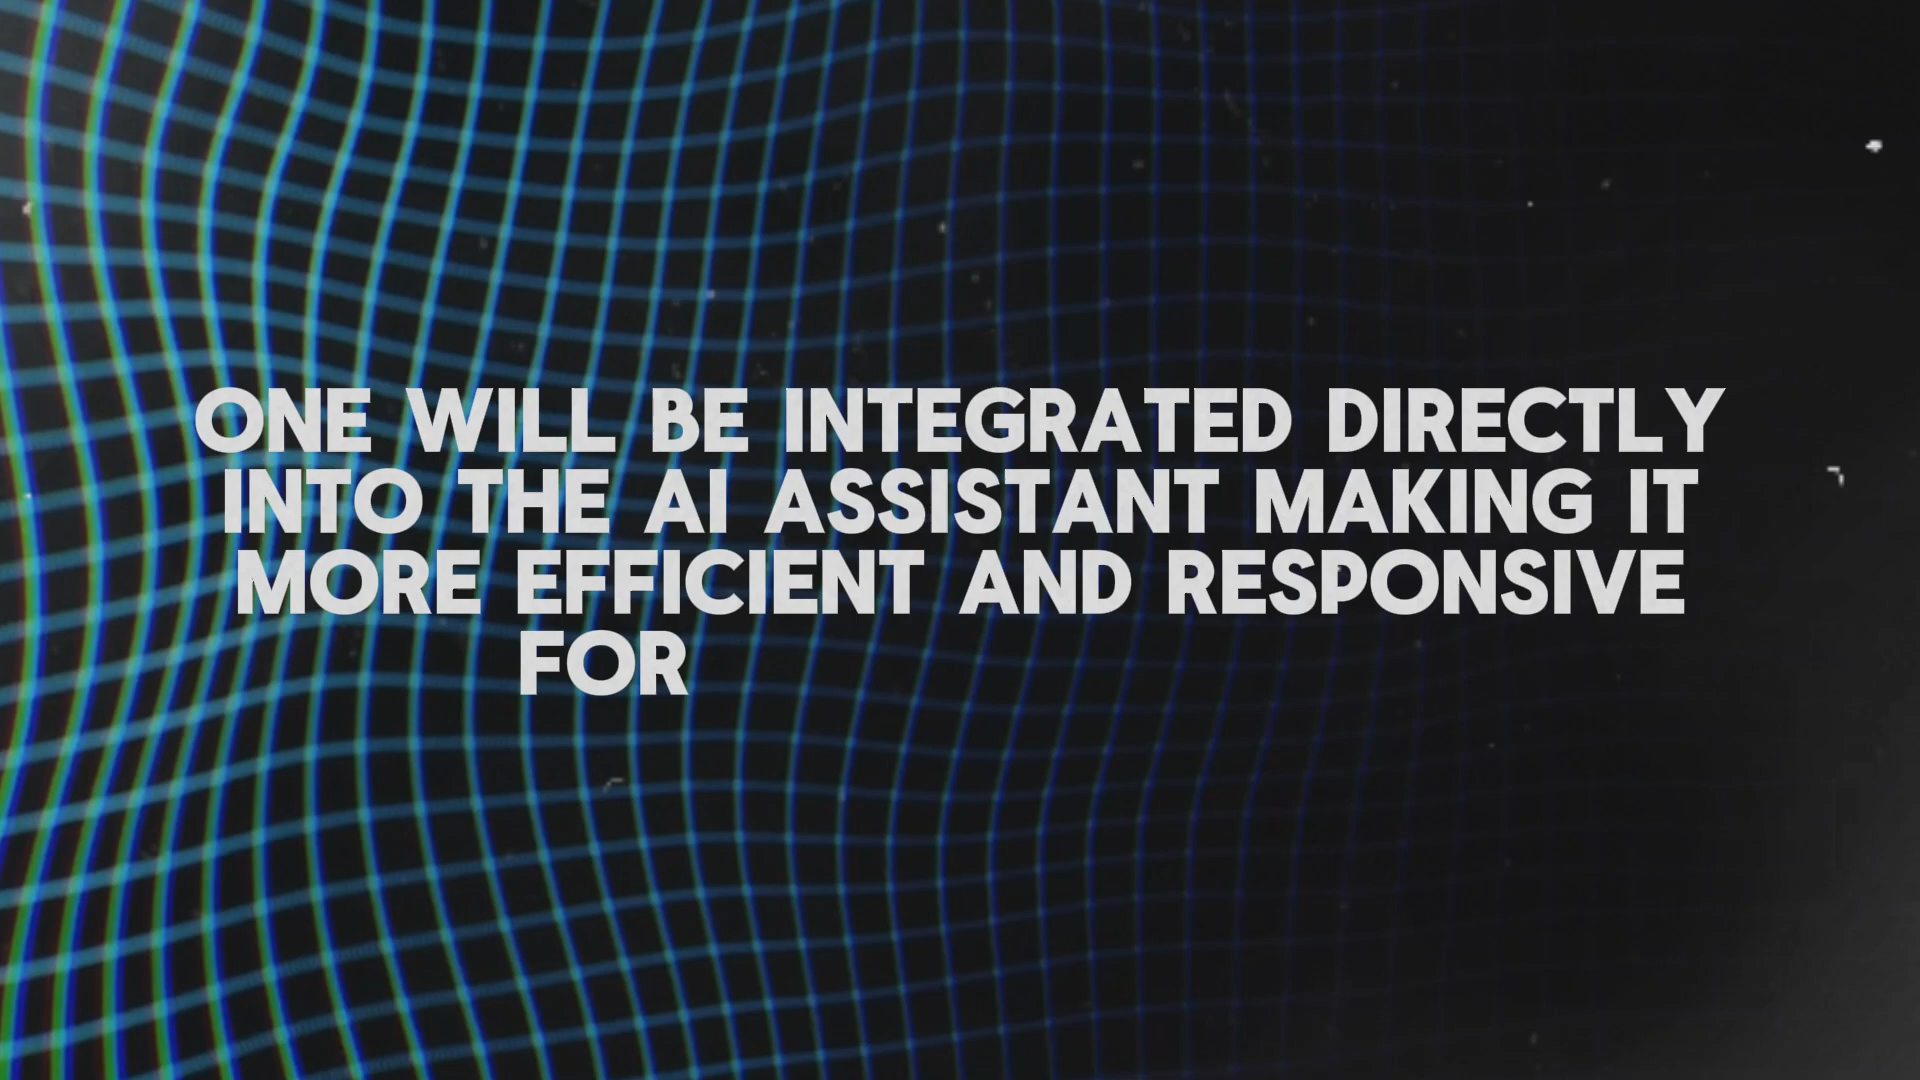 ONE WILL BE INTEGRATED DIRECTLY
INTO THE AI ASSISTANT MAKING IT
MORE EFFICIENT AND RESPONSIVE
FOR